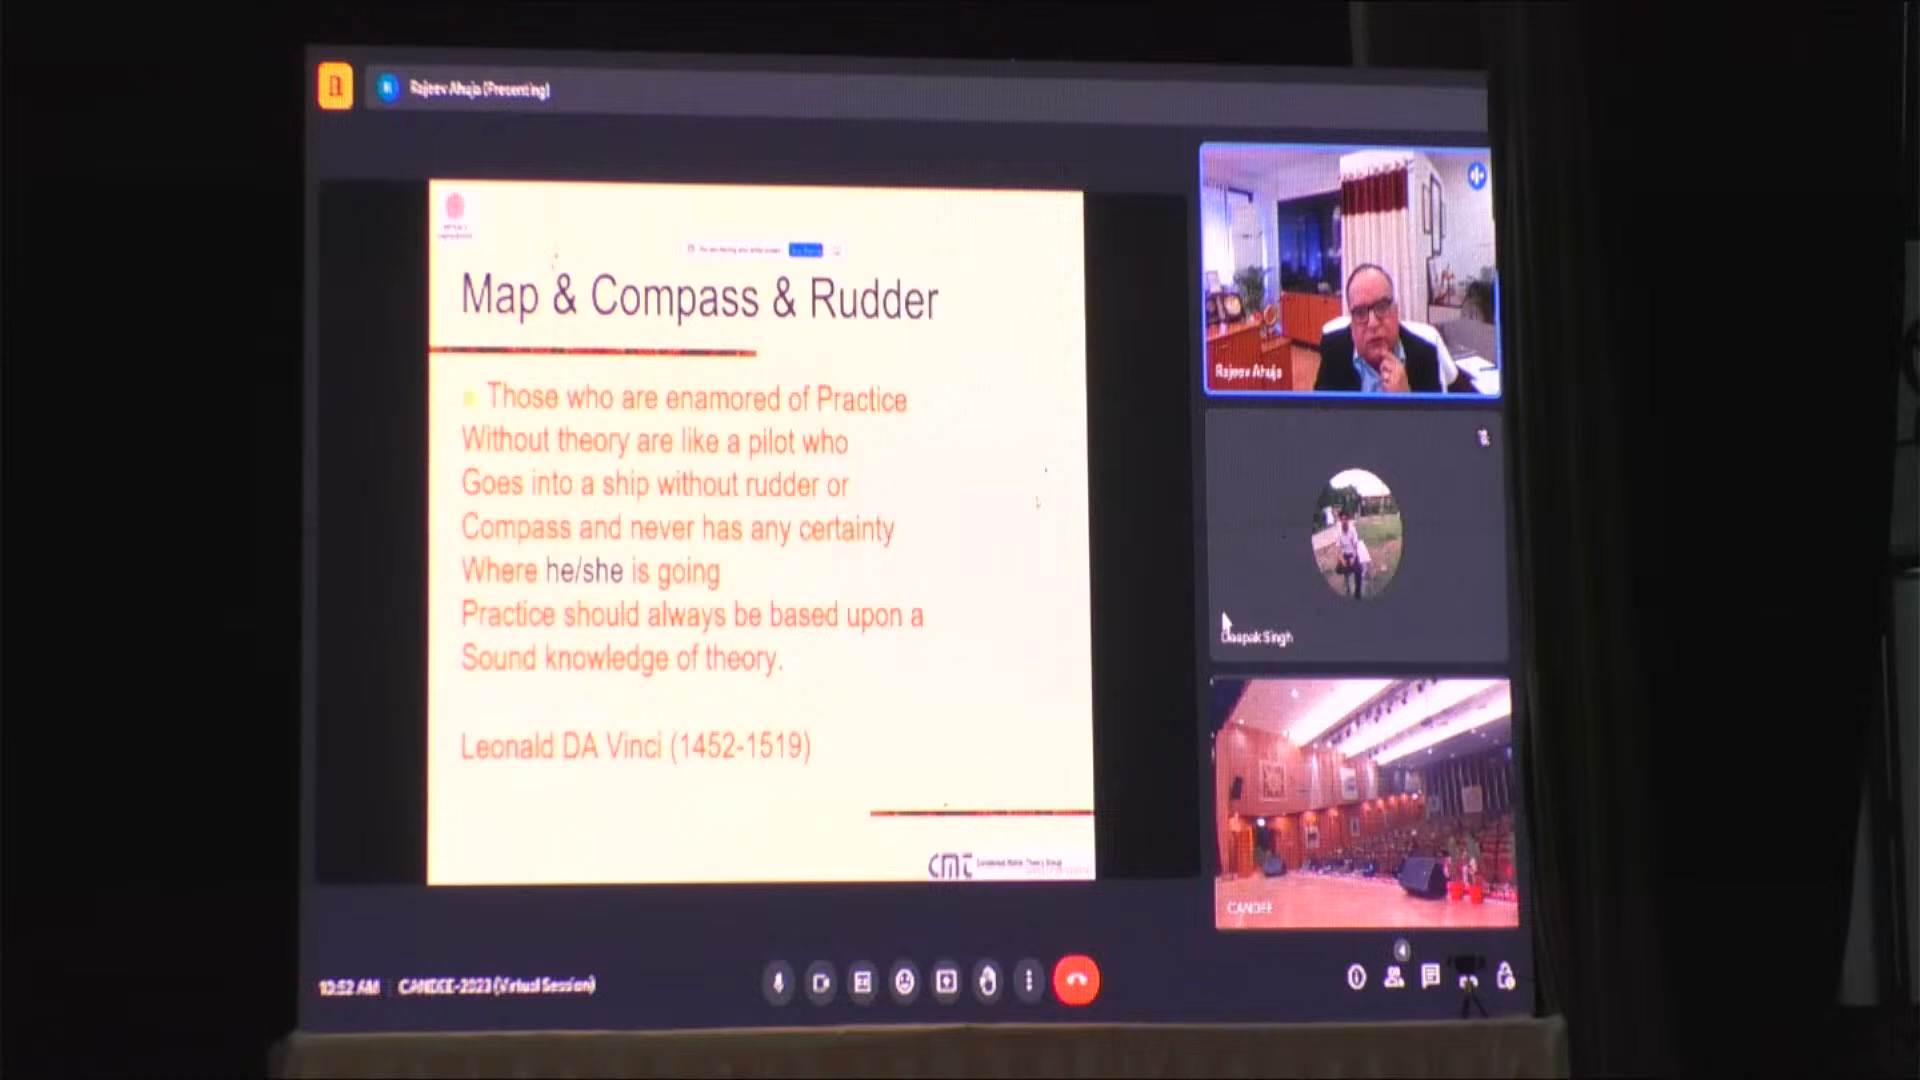 Rajeev Ahuja (Presenting)
Map & Compass & Rudder
Those who are enamored of Practice
Without theory are like a pilot who
Goes into a ship without rudder or
Compass and never has any certainty
Where he/she is going
Practice should always be based upon a
Sound knowledge of theory.
Leonald DA Vinci (1452-1519)
CMT
Rajeev Ahuja
Deepak Singh
CANDEE
10:52 AM | CANDEE-2023 (Virtual Session)
4